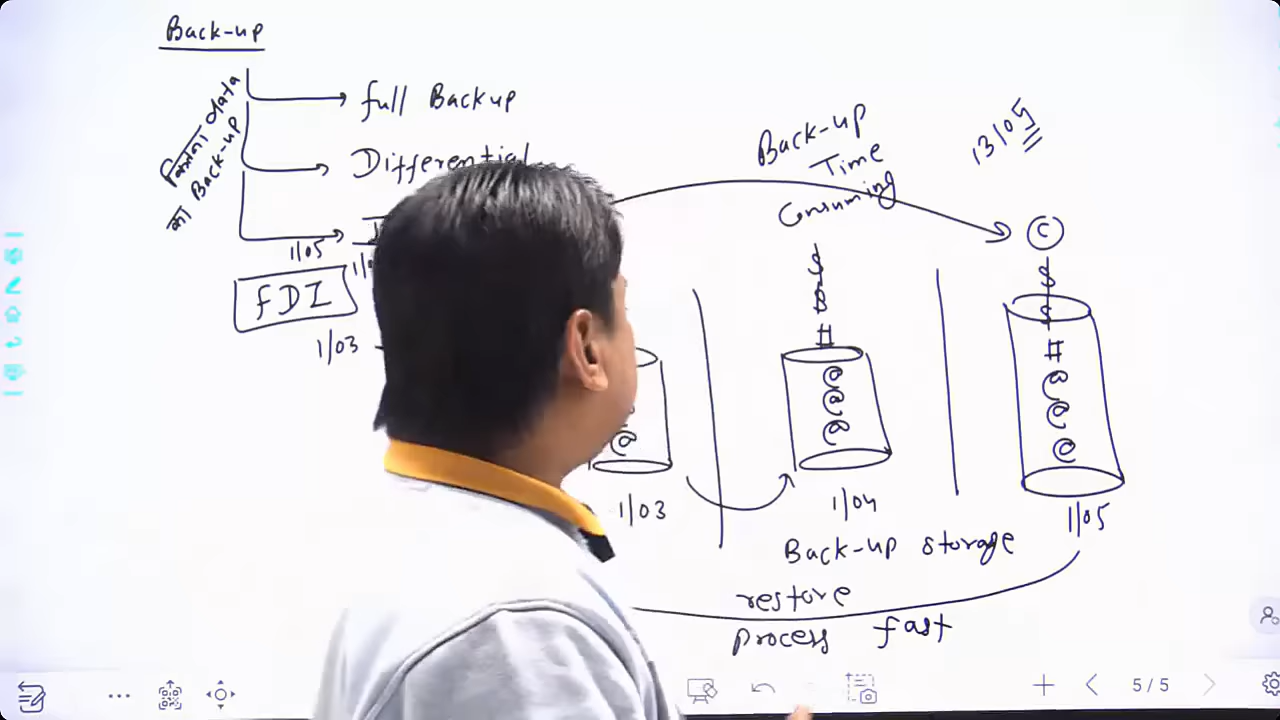 Back-up
full Backup
Differential
कितना data
का Back-up
1/05
FDI
1/03
Back-up
Time
Consuming
13/05
C
$
$
B
$
#
#
@
@
@
@
@
@
@
1/03
1/04
1/05
Back-up storage
restore
process fast
5/5